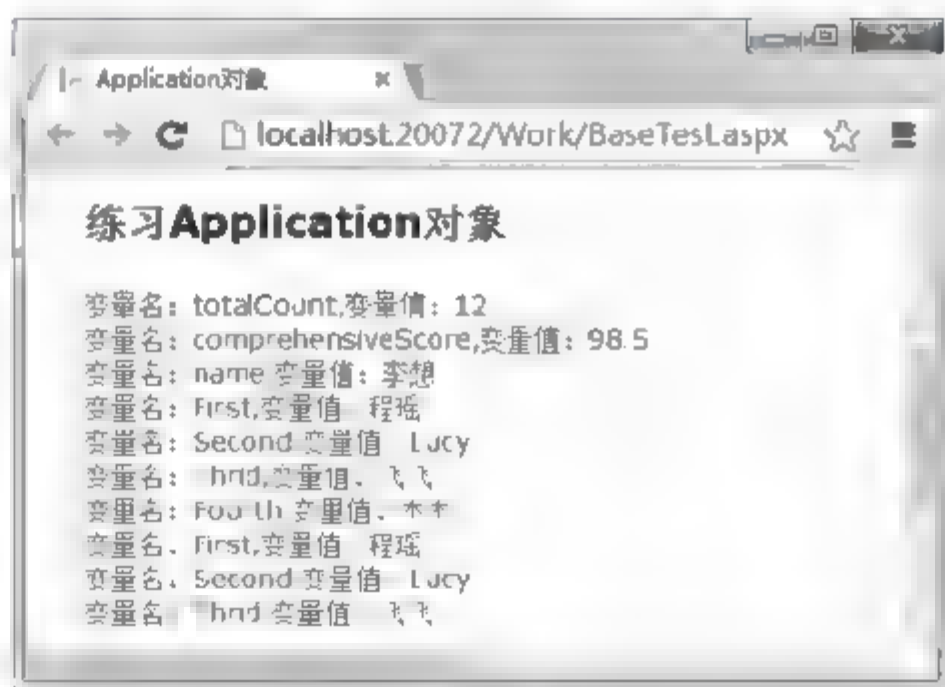 Application对象
localhost:20072/Work/BaseTest.aspx
练习Application对象
变量名: totalCount,变量值: 12
变量名: comprehensiveScore,变量值: 98.5
变量名: name 变量值: 李想
变量名: First,变量值 程瑶
变量名: Second 变量值 Lucy
变量名: 变量值 飞飞
变量名: Fourth 变量值
变量名 First,变量值 程瑶
变量名 Second 变量值 Lucy
变量名 变量值 飞飞